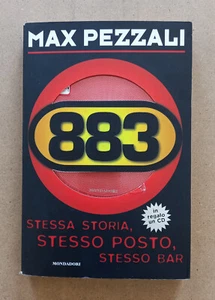 MAX PEZZALI
883
STESSA STORIA,
STESSO POSTO,
STESSO BAR
in
regalo
un CD
MONDADORI